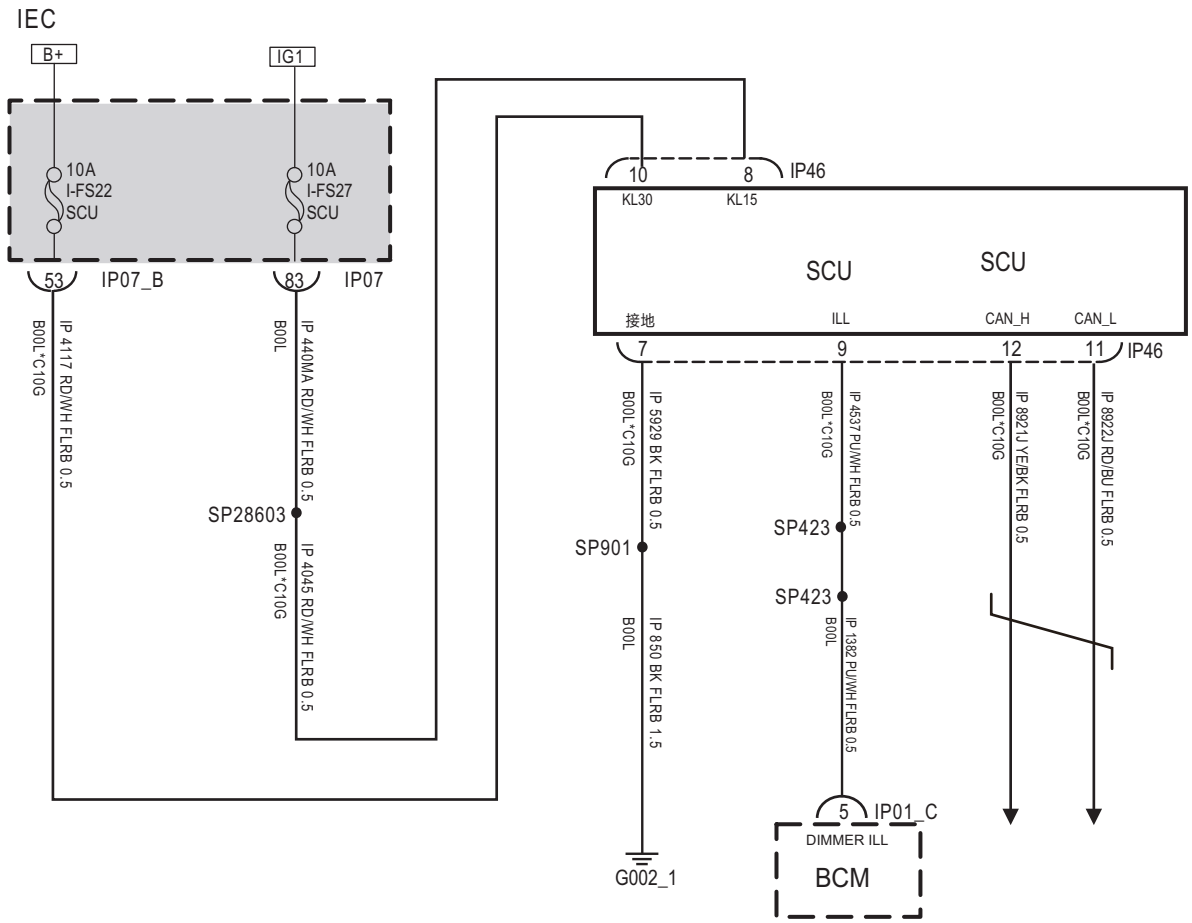 IEC
B+
IG1
10A
I-FS22
SCU
10A
I-FS27
SCU
53
IP07_B
83
IP07
10
8
IP46
KL30
KL15
SCU
SCU
接地
ILL
CAN_H
CAN_L
7
9
12
11
IP46
IP 4117 RD/WH FLRB 0.5
B00L*C10G
IP 440MA RD/WH FLRB 0.5
B00L
SP28603
IP 4045 RD/WH FLRB 0.5
B00L*C10G
IP 5929 BK FLRB 0.5
B00L*C10G
SP901
IP 850 BK FLRB 1.5
B00L
G002_1
IP 4537 PU/WH FLRB 0.5
B00L*C10G
SP423
SP423
IP 1382 PU/WH FLRB 0.5
B00L
IP 8921J YE/BK FLRB 0.5
B00L*C10G
IP 8922J RD/BU FLRB 0.5
B00L*C10G
5
IP01_C
DIMMER ILL
BCM